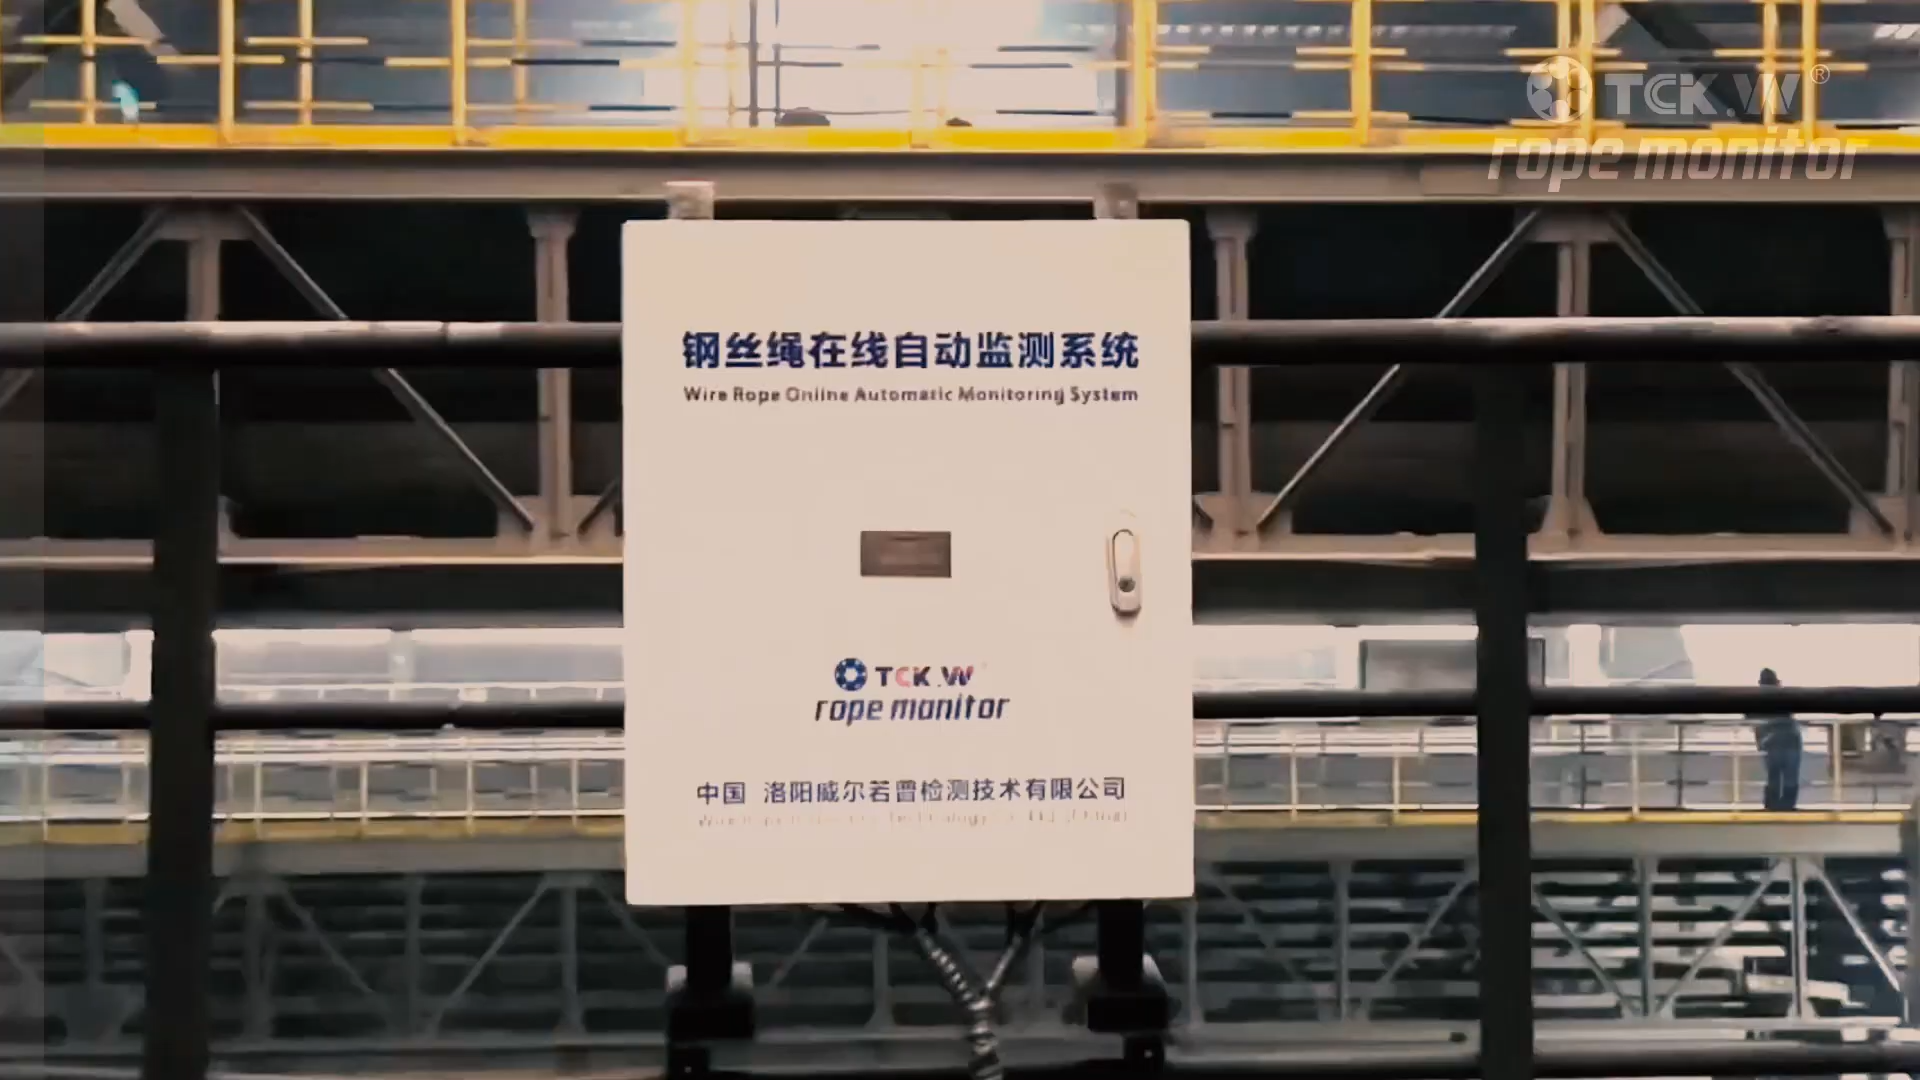 TCK.W®
rope monitor
钢丝绳在线自动监测系统
Wire Rope Online Automatic Monitoring System
TCK.W
rope monitor
中国 洛阳威尔若普检测技术有限公司
Technology